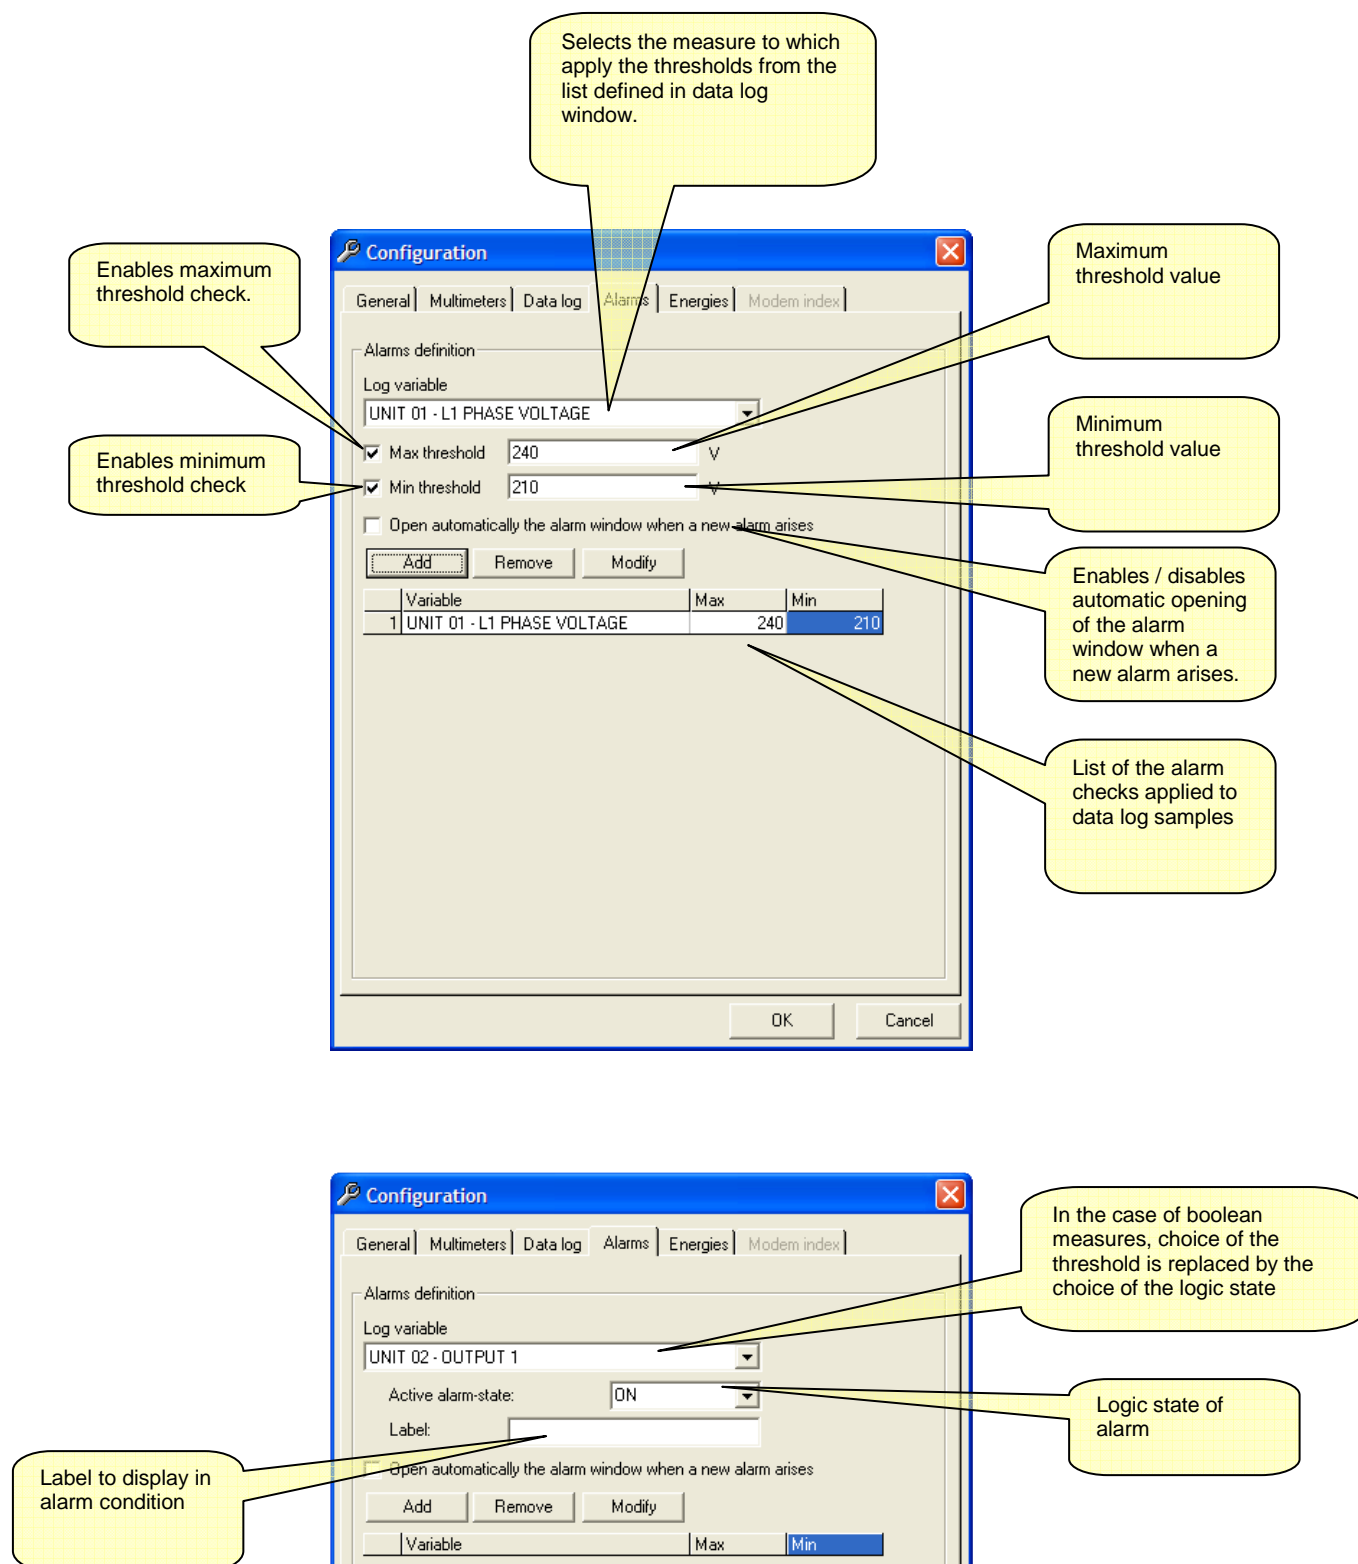 Selects the measure to which
apply the thresholds from the
list defined in data log
window.
Configuration
Enables maximum
threshold check.
Maximum
threshold value
General Multimeters Data log Alarms Energies Modem index
Alarms definition
Log variable
UNIT 01 - L1 PHASE VOLTAGE
Max threshold 240 V
Enables minimum
threshold check
Minimum
threshold value
Min threshold 210 V
Open automatically the alarm window when a new alarm arises
Add Remove Modify
Enables / disables
automatic opening
of the alarm
window when a
new alarm arises.
Variable Max Min
1 UNIT 01 - L1 PHASE VOLTAGE 240 210
List of the alarm
checks applied to
data log samples
OK Cancel
Configuration
In the case of boolean
measures, choice of the
threshold is replaced by the
choice of the logic state
General Multimeters Data log Alarms Energies Modem index
Alarms definition
Log variable
UNIT 02 - OUTPUT 1
Active alarm-state: ON
Logic state of
alarm
Label:
Label to display in
alarm condition
Open automatically the alarm window when a new alarm arises
Add Remove Modify
Variable Max Min